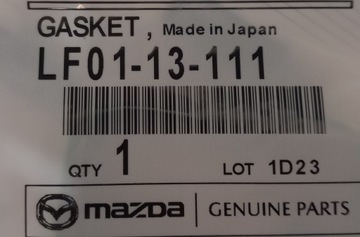 GASKET, Made in Japan
LF01-13-111
QTY 1 LOT 1D23
mazda GENUINE PARTS